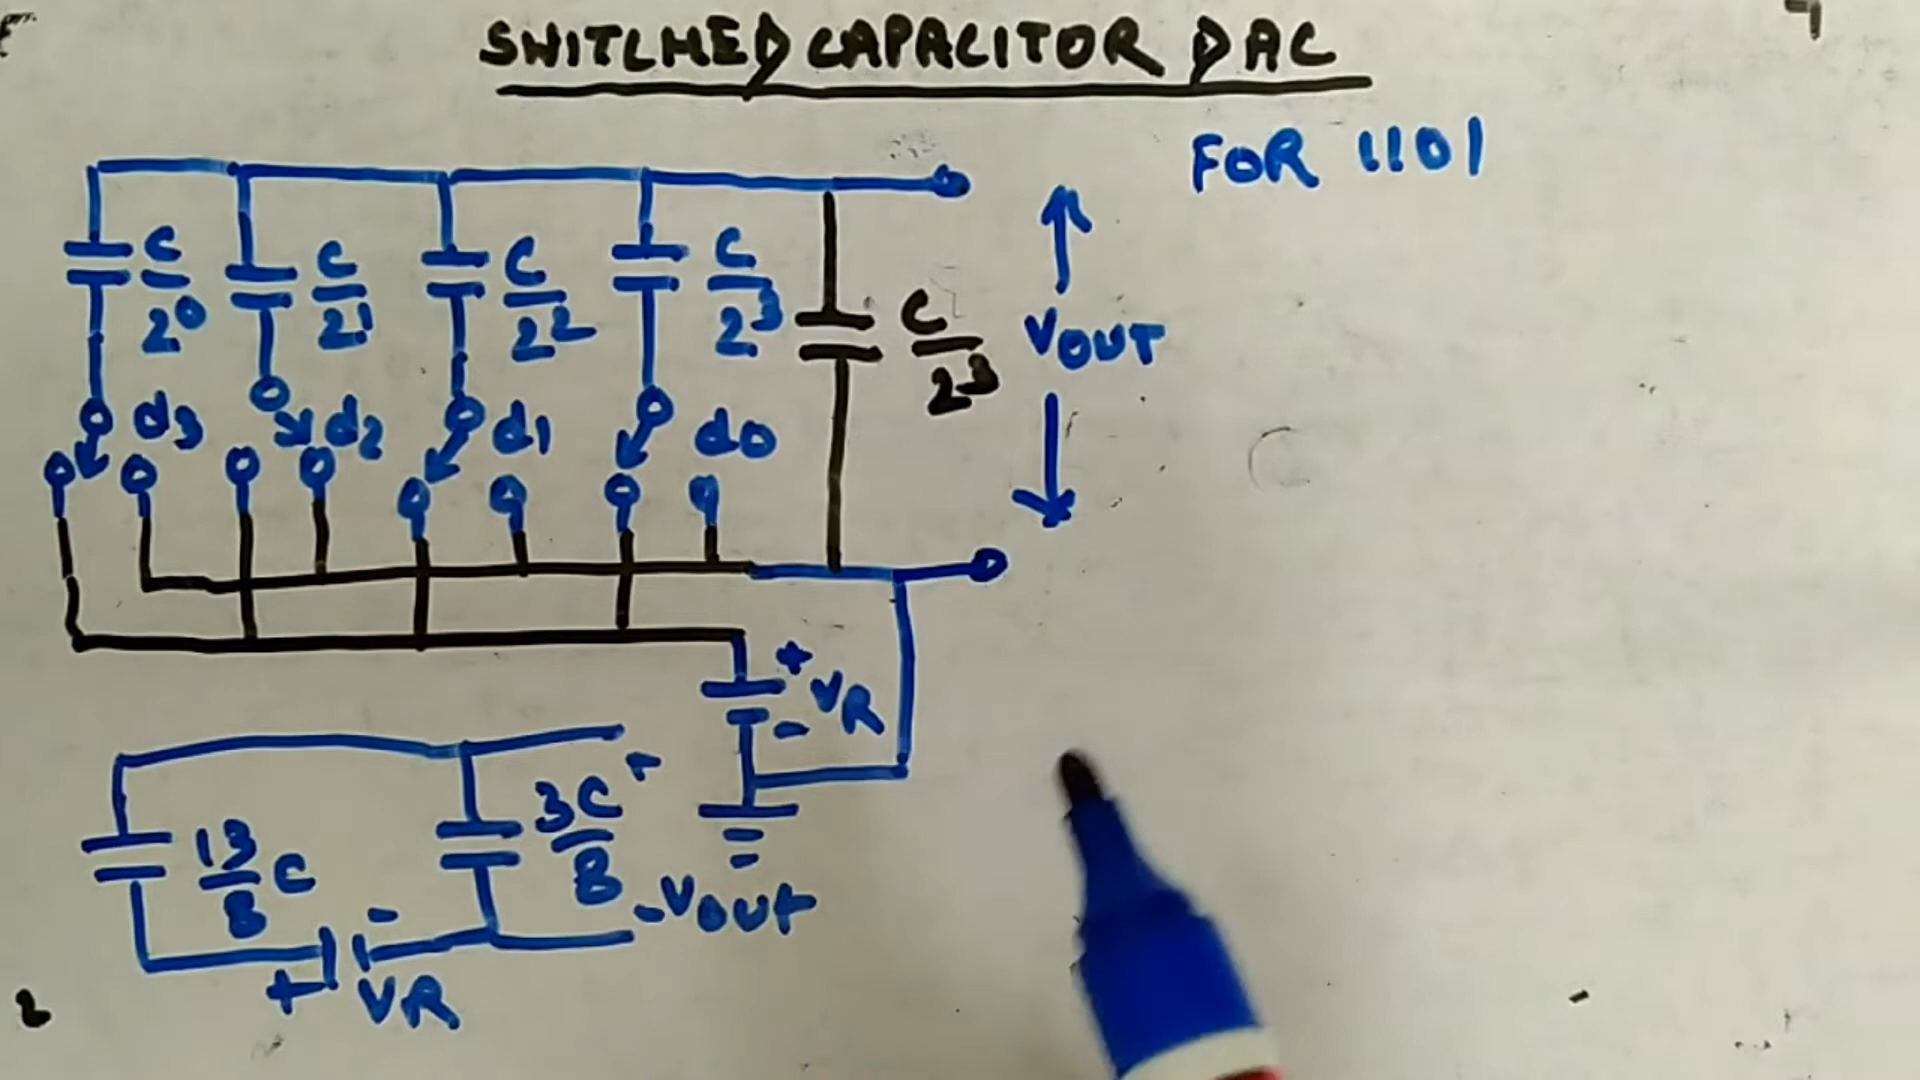 SWITCHED CAPACITOR DAC
FOR 1101
C/2^0 C/2^1 C/2^2 C/2^3 C/2^3
VOUT
d3 d2 d1 d0
+ VR -
13/8 C 3C/8 +
- VOUT
+ - VR
2